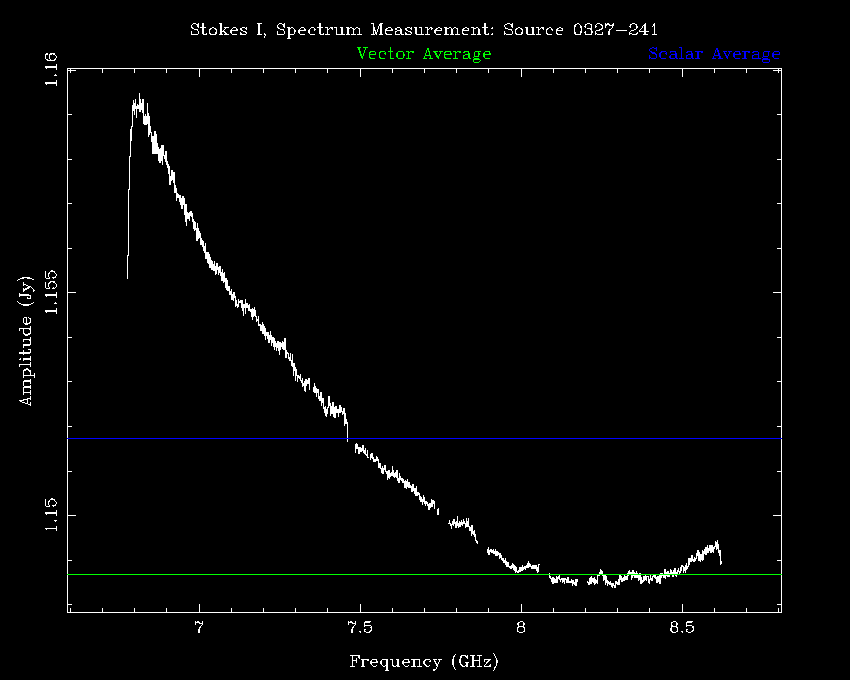 Stokes I, Spectrum Measurement: Source 0327-241
Vector Average Scalar Average
1.16
1.155
1.15
Amplitude (Jy)
7 7.5 8 8.5
Frequency (GHz)